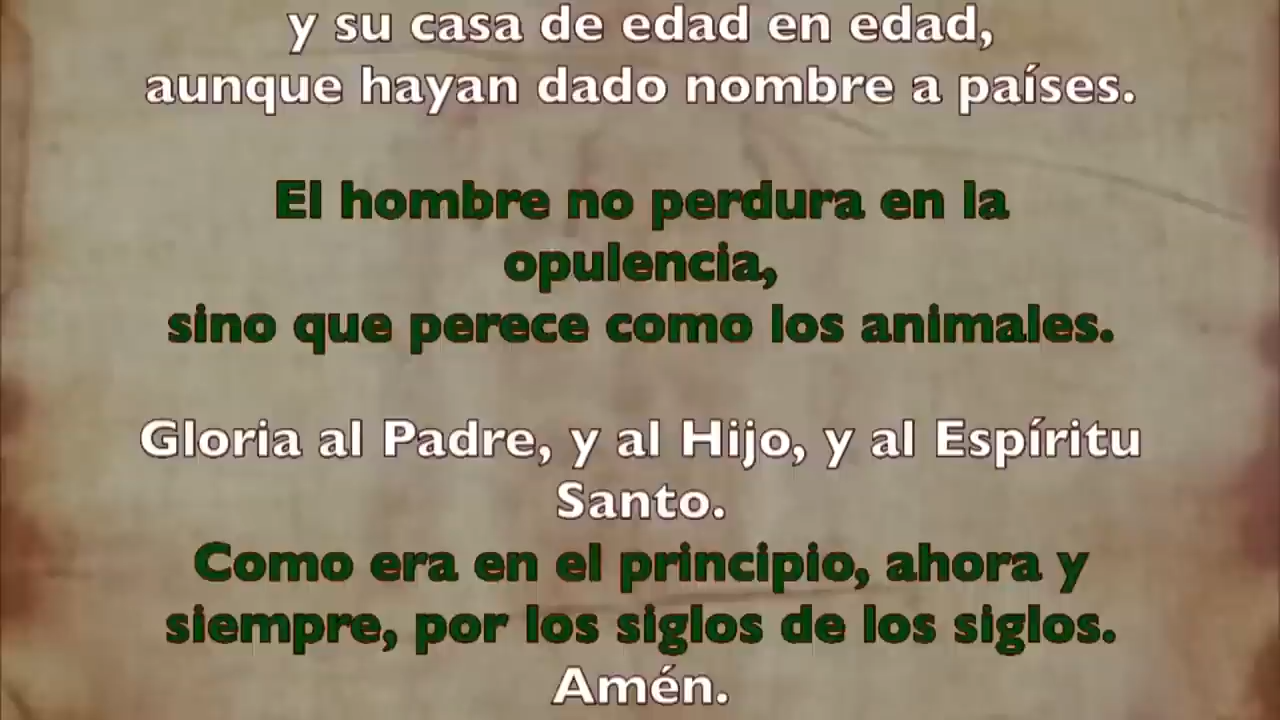 y su casa de edad en edad,
aunque hayan dado nombre a países.
El hombre no perdura en la
opulencia,
sino que perece como los animales.
Gloria al Padre, y al Hijo, y al Espíritu
Santo.
Como era en el principio, ahora y
siempre, por los siglos de los siglos.
Amén.